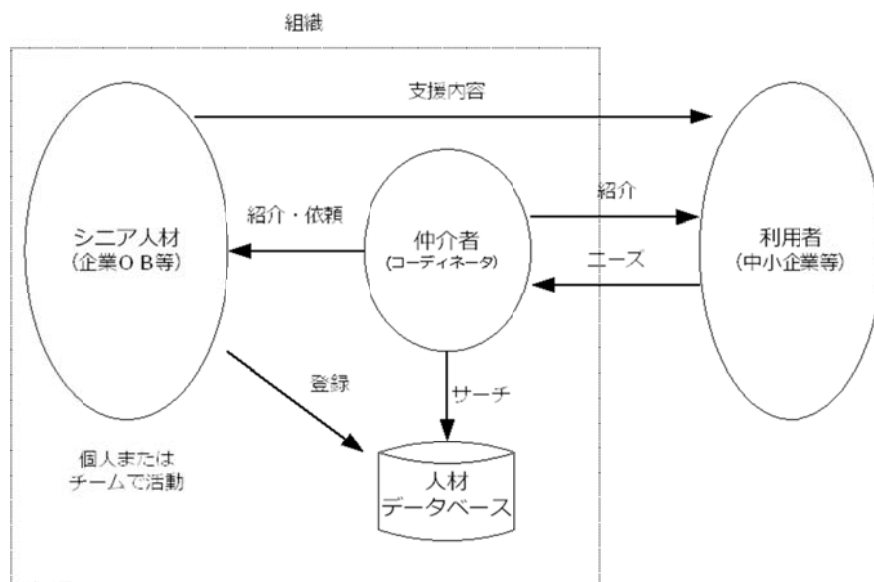 組織
支援内容
紹介・依頼
紹介
シニア人材
(企業OB等)
仲介者
(コーディネータ)
利用者
(中小企業等)
ニーズ
登録
サーチ
個人または
チームで活動
人材
データベース